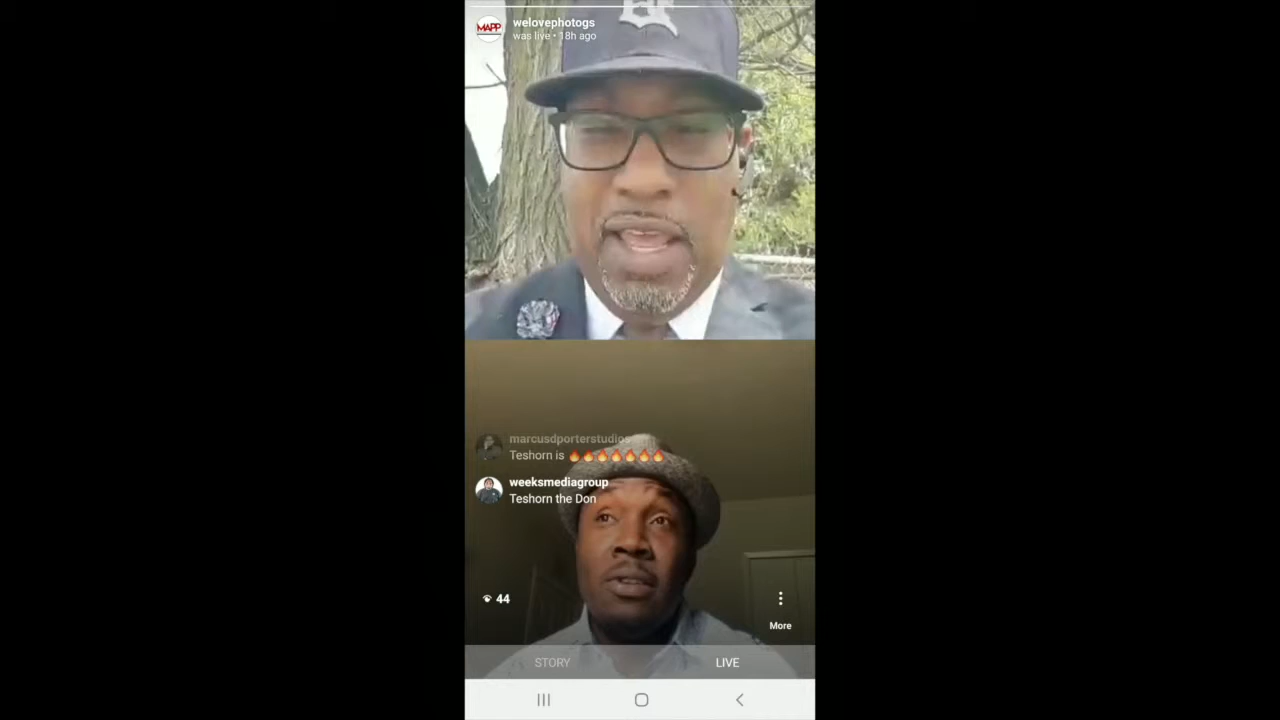 MAPP
welovephotogs
was live • 18h ago
marcusdporterstudios
Teshorn is 🔥🔥🔥🔥🔥🔥🔥
weeksmediagroup
Teshorn the Don
44
More
STORY
LIVE